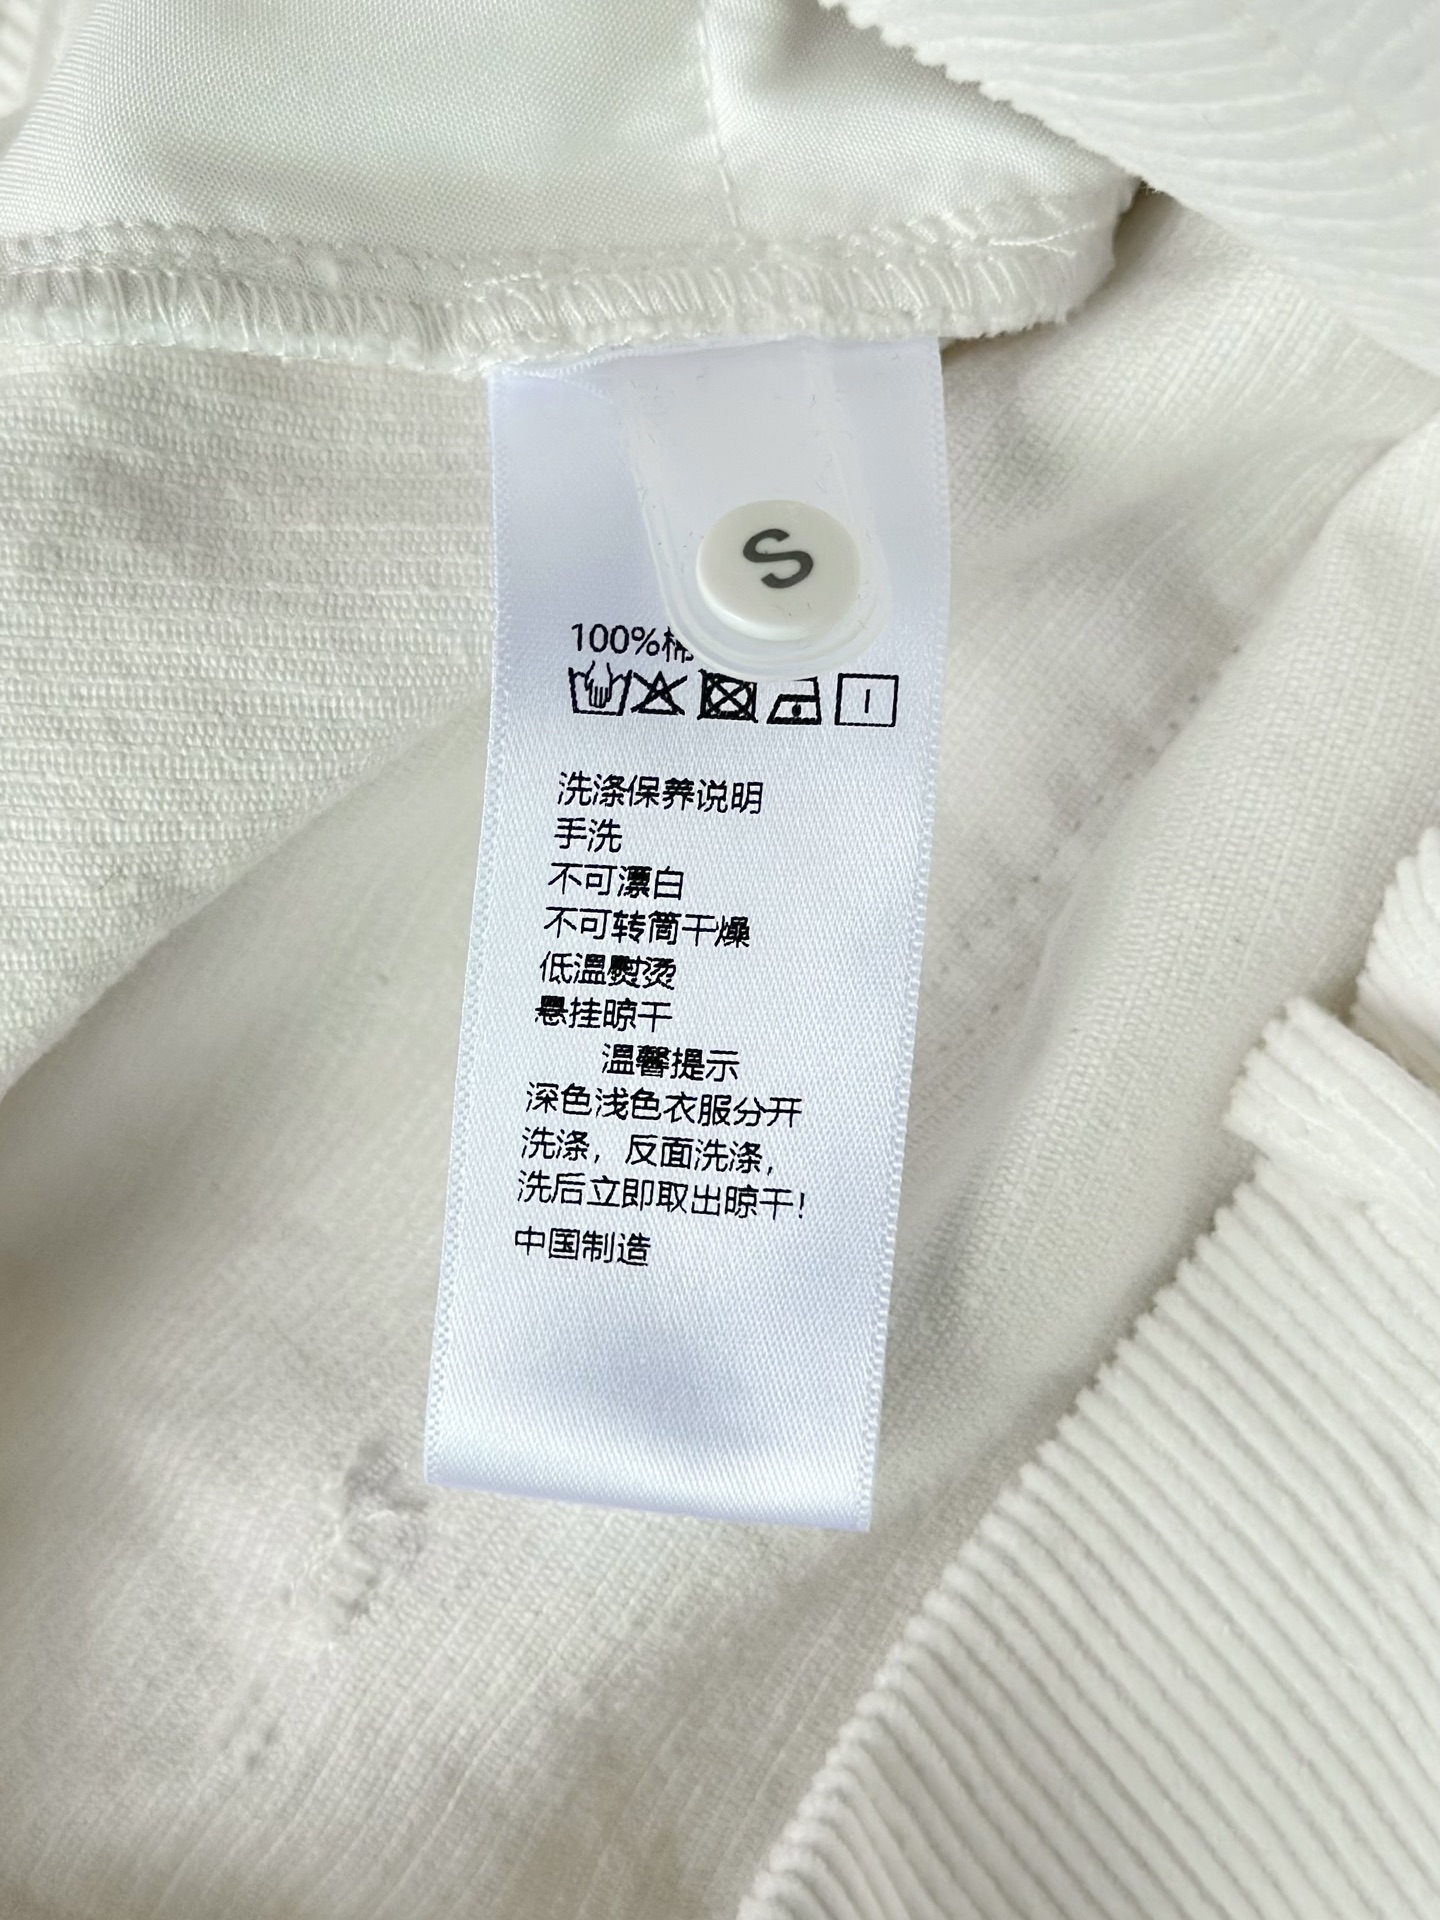 S
100%棉
洗涤保养说明
手洗
不可漂白
不可转筒干燥
低温熨烫
悬挂晾干
温馨提示
深色浅色衣服分开
洗涤，反面洗涤，
洗后立即取出晾干！
中国制造